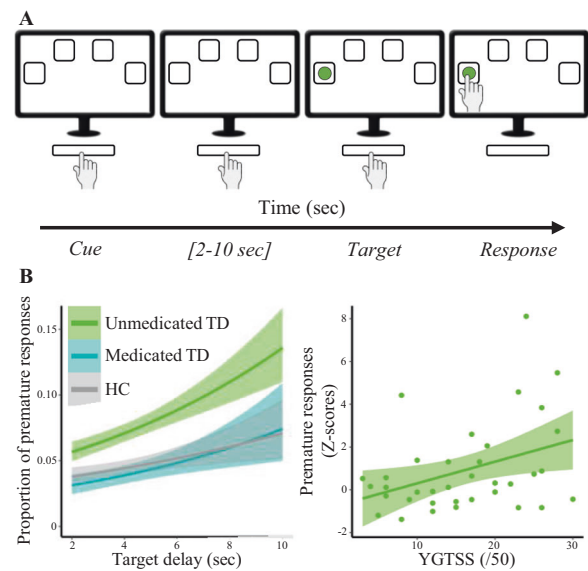 A
Time (sec)
Cue
[2-10 sec]
Target
Response
B
Proportion of premature responses
0.15
0.10
0.05
0
Unmedicated TD
Medicated TD
HC
2
4
6
8
10
Target delay (sec)
Premature responses
(Z-scores)
8
6
4
2
0
-2
10
20
30
YGTSS (/50)